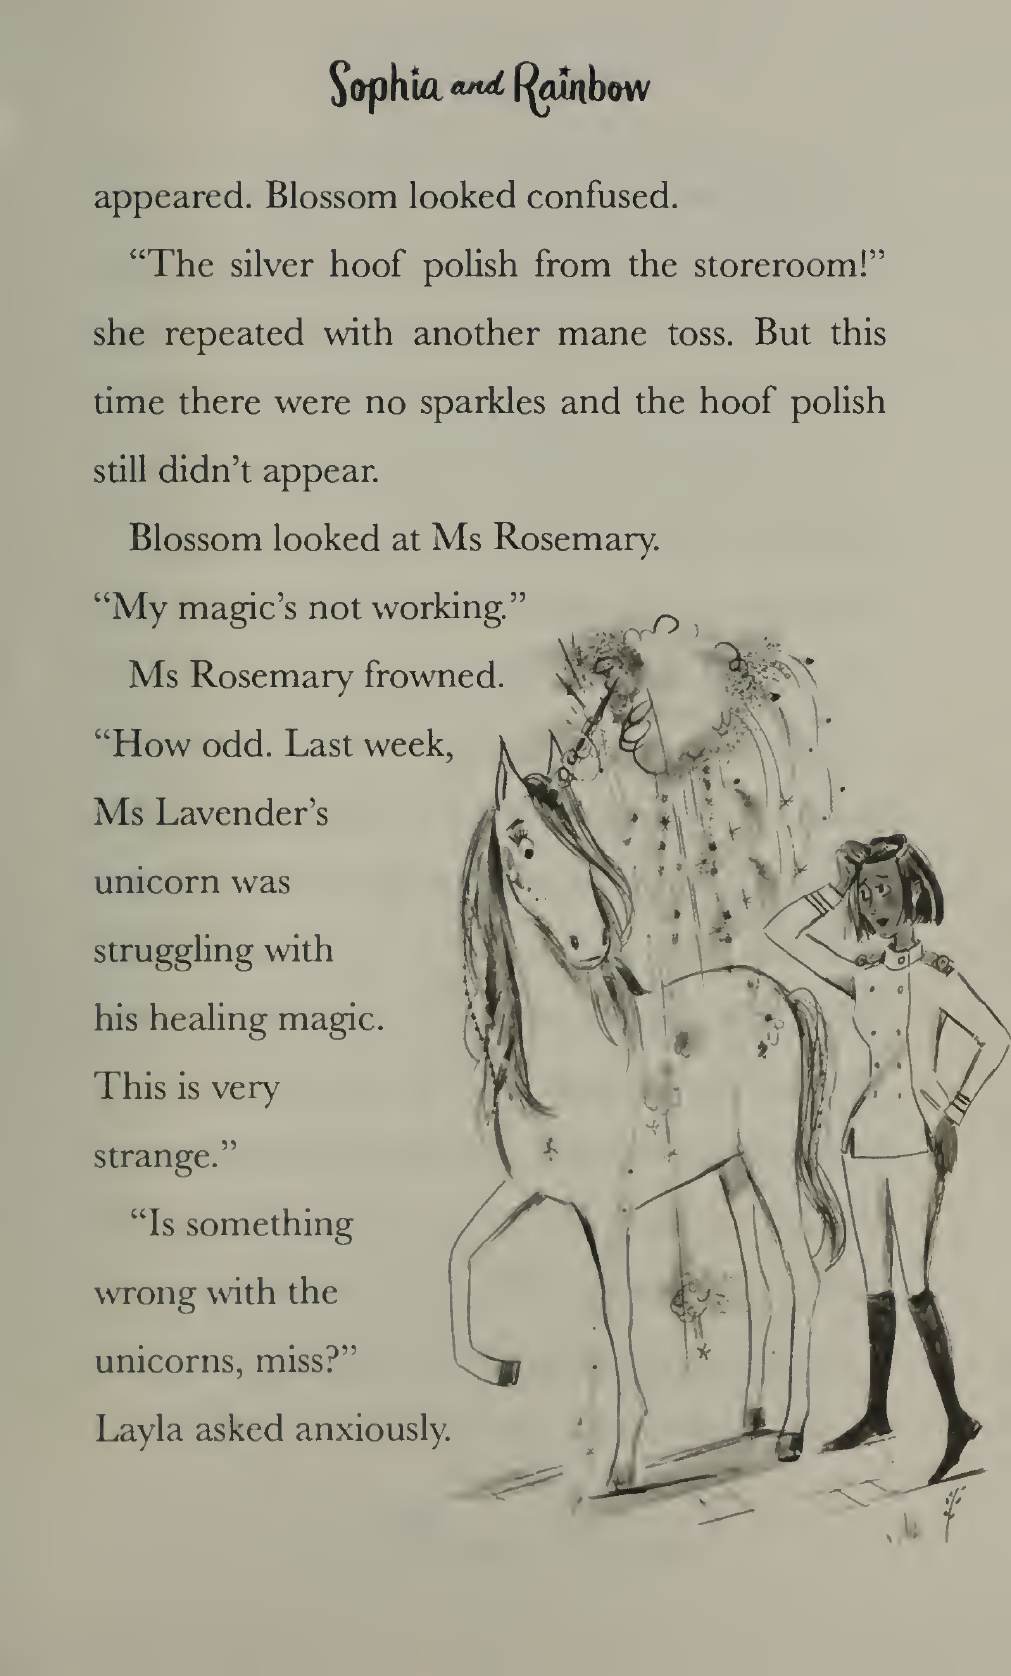 Sophia and Rainbow
appeared. Blossom looked confused.
“The silver hoof polish from the storeroom!”
she repeated with another mane toss. But this
time there were no sparkles and the hoof polish
still didn’t appear.
Blossom looked at Ms Rosemary.
“My magic’s not working.”
Ms Rosemary frowned.
“How odd. Last week,
Ms Lavender’s
unicorn was
struggling with
his healing magic.
This is very
strange.”
“Is something
wrong with the
unicorns, miss?”
Layla asked anxiously.